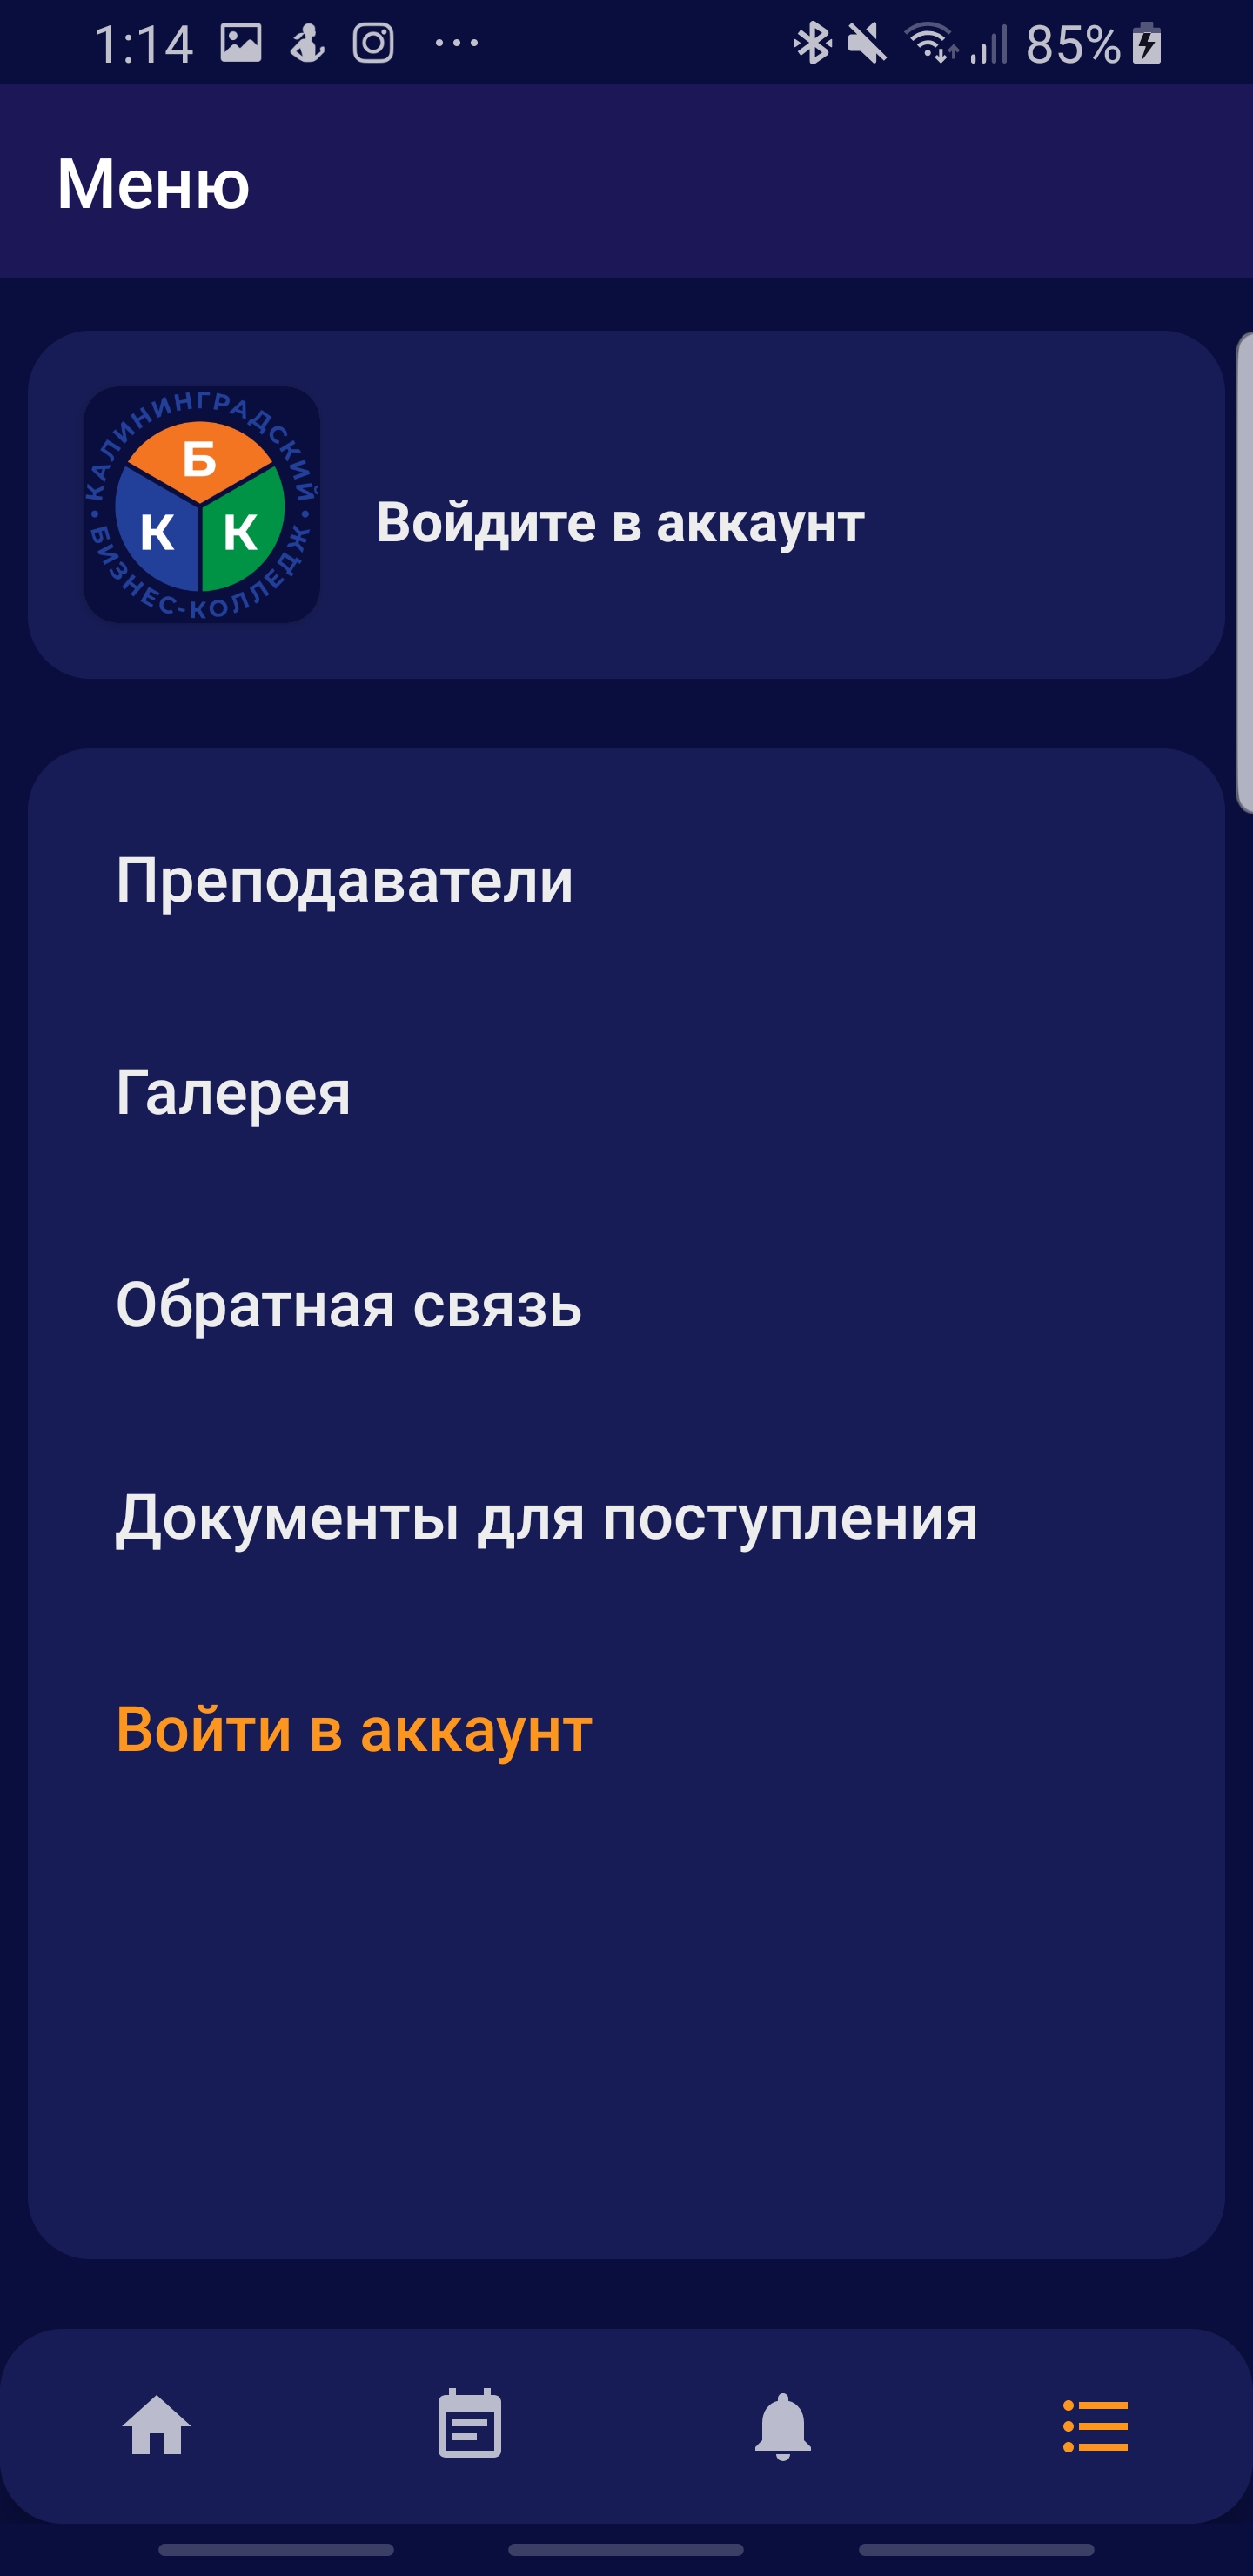 1:14
85%
Меню
КАЛИНИНГРАДСКИЙ
Б
К К
• БИЗНЕС-КОЛЛЕДЖ •
Войдите в аккаунт
Преподаватели
Галерея
Обратная связь
Документы для поступления
Войти в аккаунт